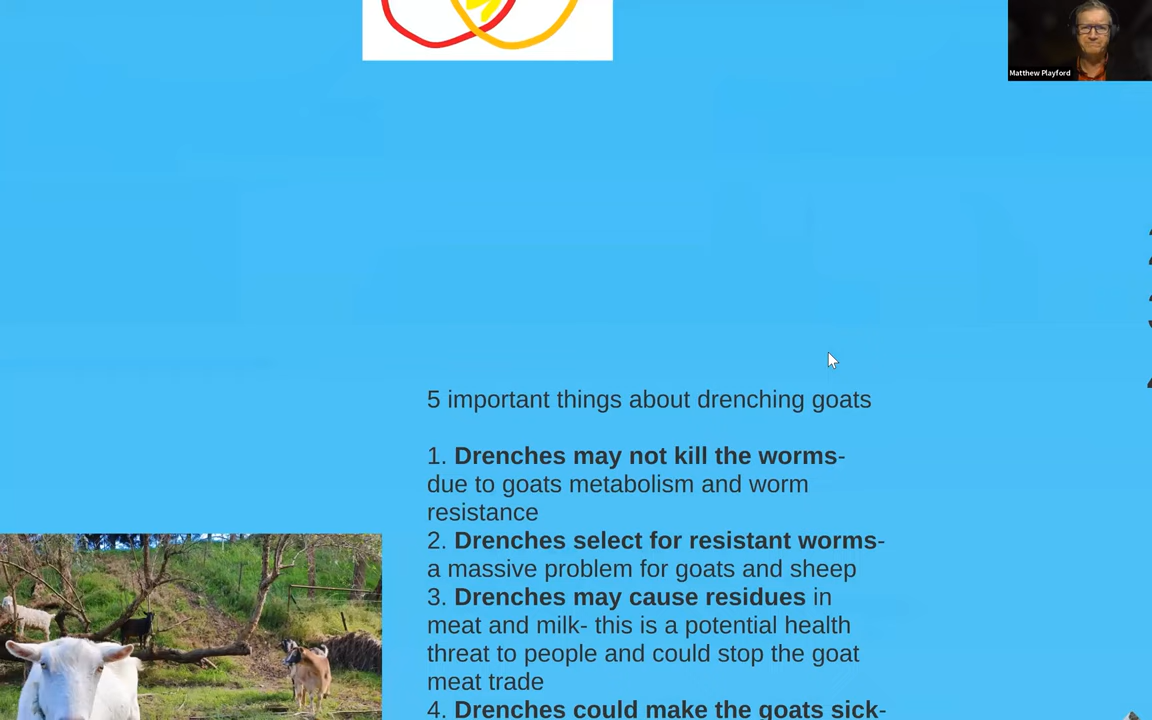 Matthew Playford
5 important things about drenching goats
1. Drenches may not kill the worms-
due to goats metabolism and worm
resistance
2. Drenches select for resistant worms-
a massive problem for goats and sheep
3. Drenches may cause residues in
meat and milk- this is a potential health
threat to people and could stop the goat
meat trade
4. Drenches could make the goats sick-